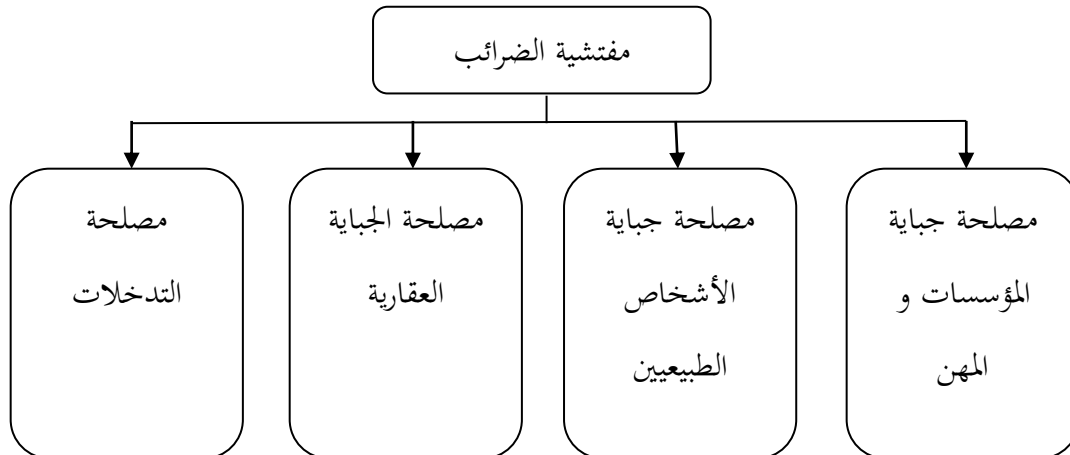 مفتشية الضرائب
مصلحة جباية
المؤسسات و
المهن
مصلحة جباية
الأشخاص
الطبيعيين
مصلحة الجباية
العقارية
مصلحة
التدخلات